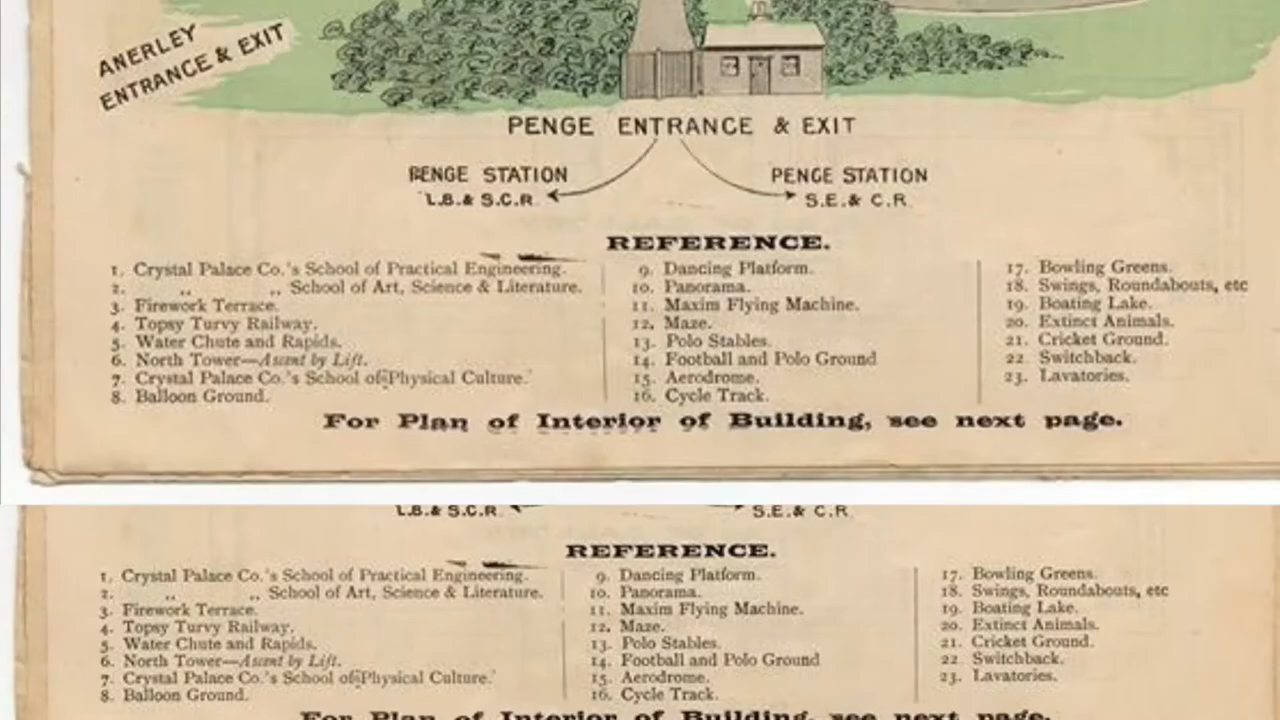 ANERLEY
ENTRANCE & EXIT
PENGE ENTRANCE & EXIT
PENGE STATION
L.B. & S.C.R.
PENGE STATION
S.E. & C.R.
REFERENCE.
1. Crystal Palace Co.'s School of Practical Engineering.
2. ,, ,, School of Art, Science & Literature.
3. Firework Terrace.
4. Topsy Turvy Railway.
5. Water Chute and Rapids.
6. North Tower—Ascent by Lift.
7. Crystal Palace Co.'s School of Physical Culture.
8. Balloon Ground.
9. Dancing Platform.
10. Panorama.
11. Maxim Flying Machine.
12. Maze.
13. Polo Stables.
14. Football and Polo Ground
15. Aerodrome.
16. Cycle Track.
17. Bowling Greens.
18. Swings, Roundabouts, etc
19. Boating Lake.
20. Extinct Animals.
21. Cricket Ground.
22. Switchback.
23. Lavatories.
For Plan of Interior of Building, see next page.
L.B. & S.C.R.
S.E. & C.R.
REFERENCE.
1. Crystal Palace Co.'s School of Practical Engineering.
2. ,, ,, School of Art, Science & Literature.
3. Firework Terrace.
4. Topsy Turvy Railway.
5. Water Chute and Rapids.
6. North Tower—Ascent by Lift.
7. Crystal Palace Co.'s School of Physical Culture.
8. Balloon Ground.
9. Dancing Platform.
10. Panorama.
11. Maxim Flying Machine.
12. Maze.
13. Polo Stables.
14. Football and Polo Ground
15. Aerodrome.
16. Cycle Track.
17. Bowling Greens.
18. Swings, Roundabouts, etc
19. Boating Lake.
20. Extinct Animals.
21. Cricket Ground.
22. Switchback.
23. Lavatories.
For Plan of Interior of Building, see next page.